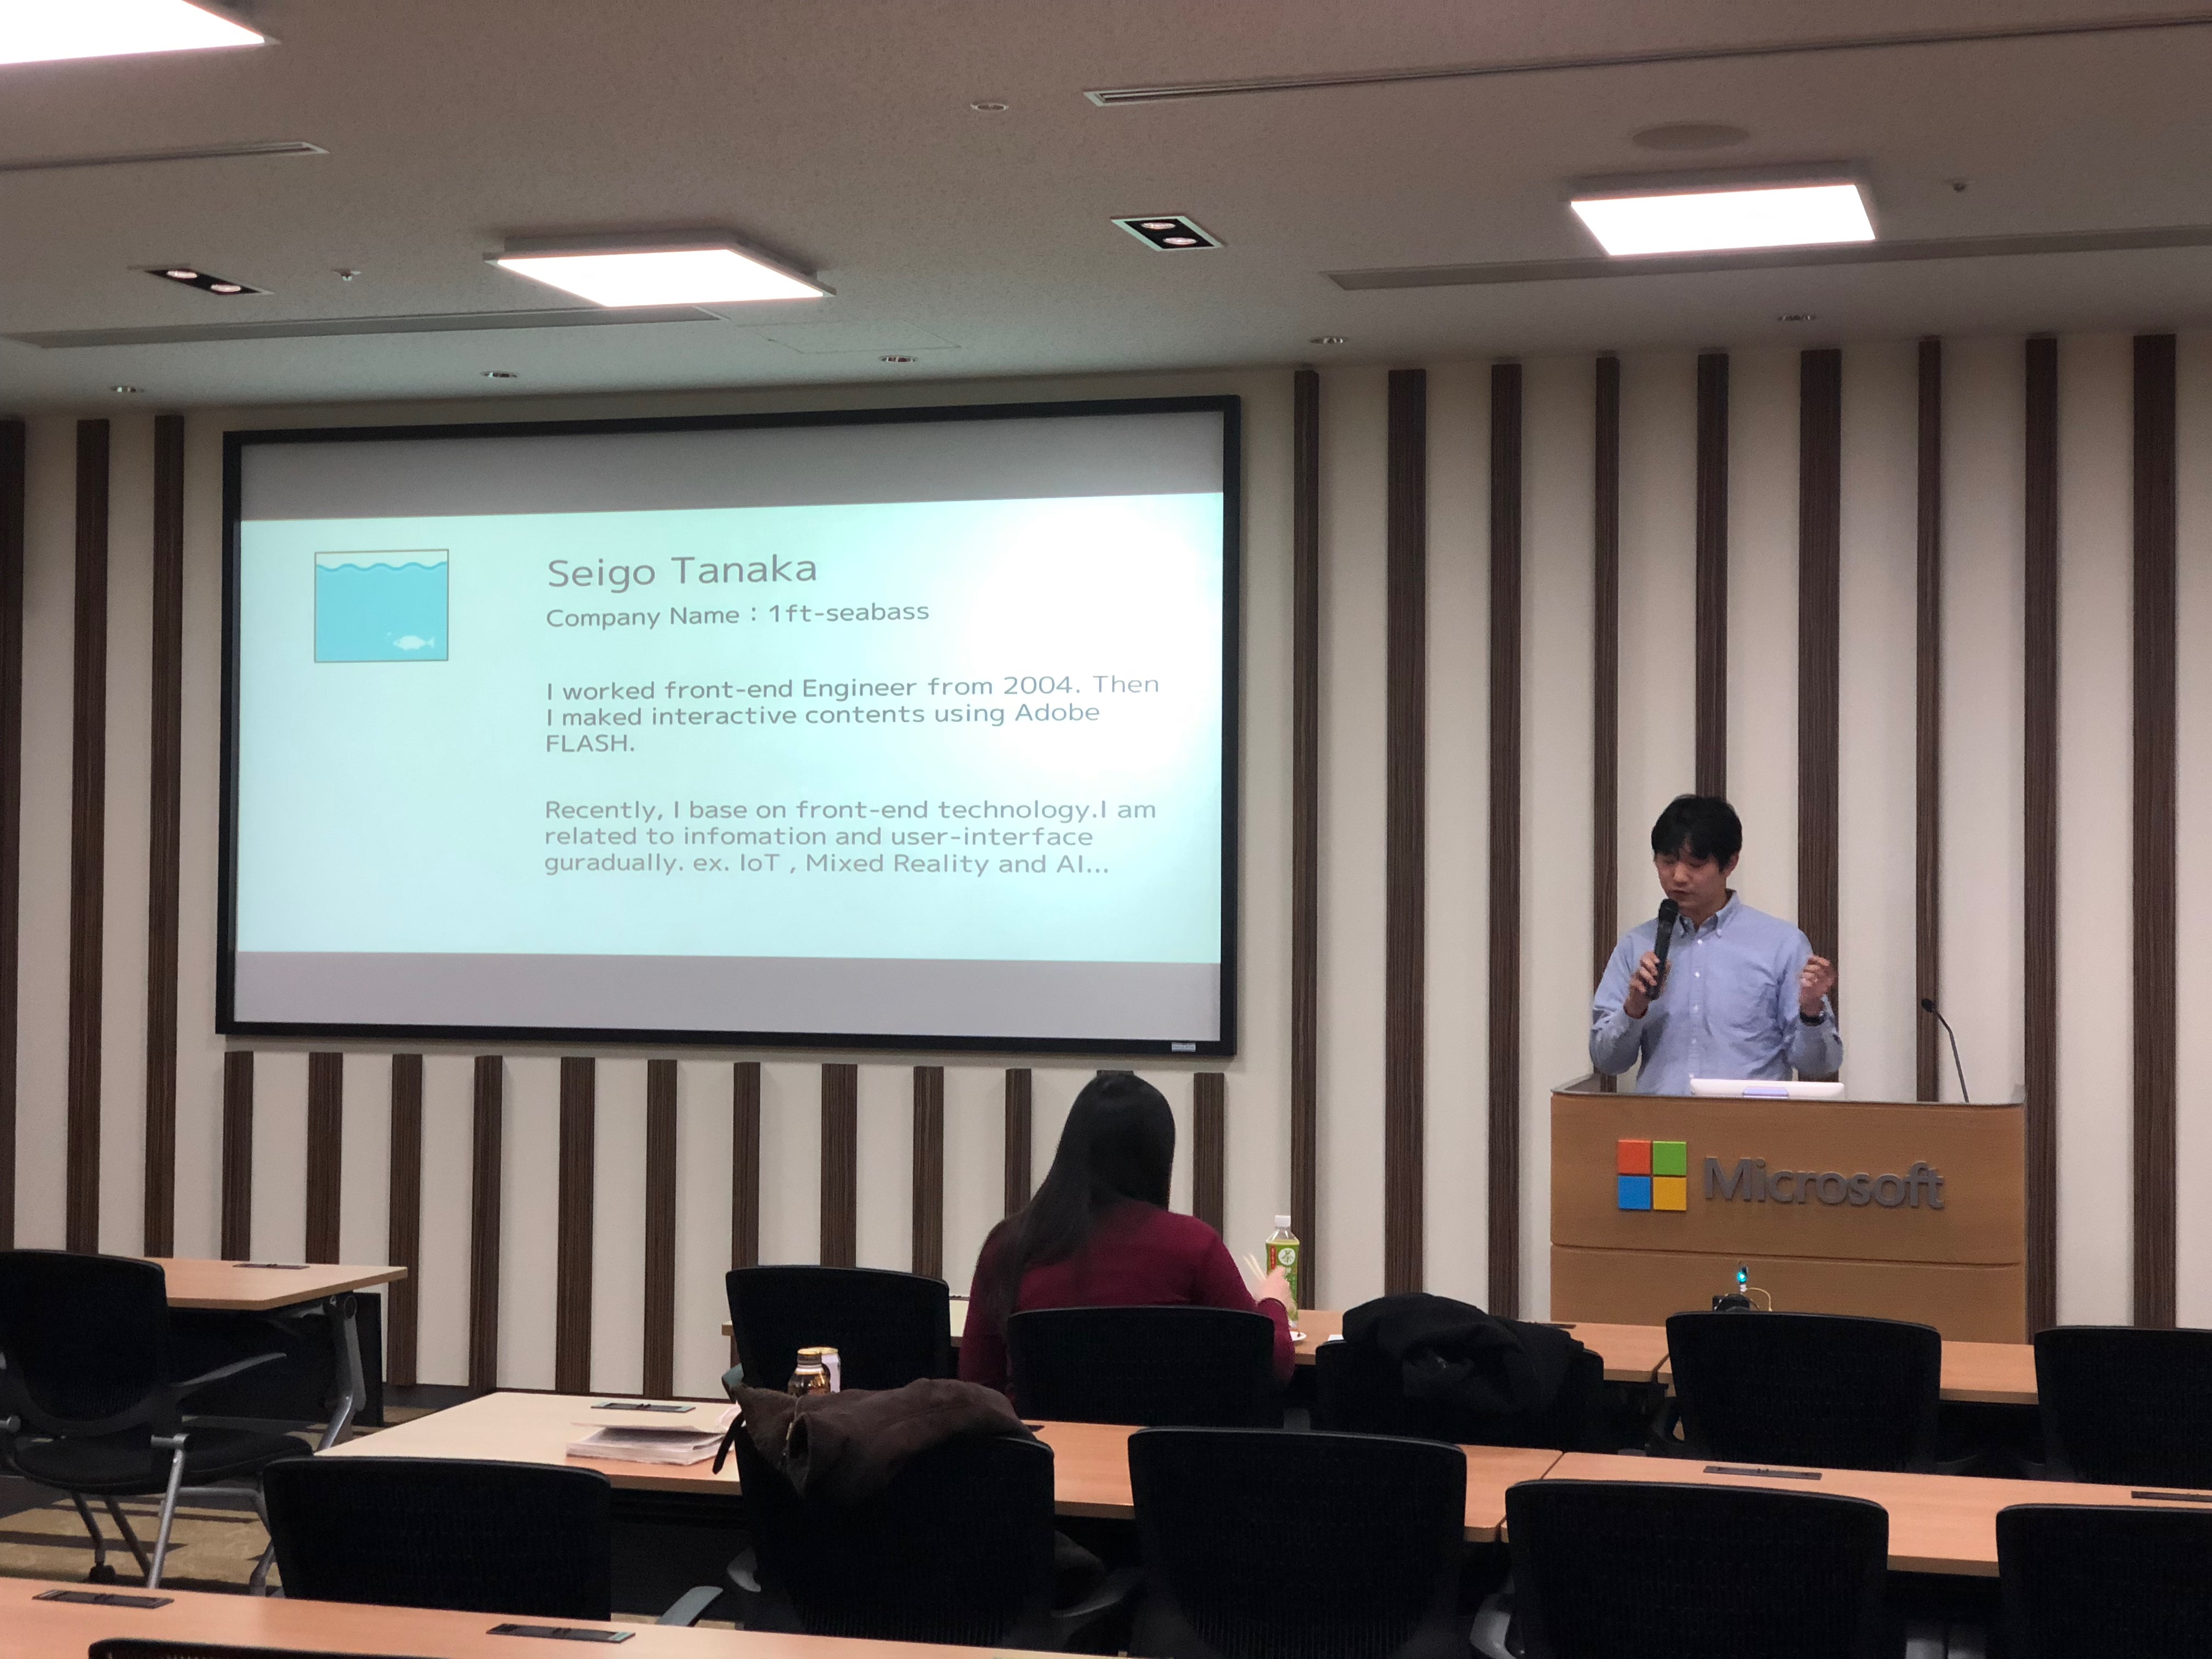 Seigo Tanaka
Company Name : 1ft-seabass
I worked front-end Engineer from 2004. Then
I maked interactive contents using Adobe
FLASH.
Recently, I base on front-end technology.I am
related to infomation and user-interface
guradually. ex. IoT , Mixed Reality and AI...
Microsoft